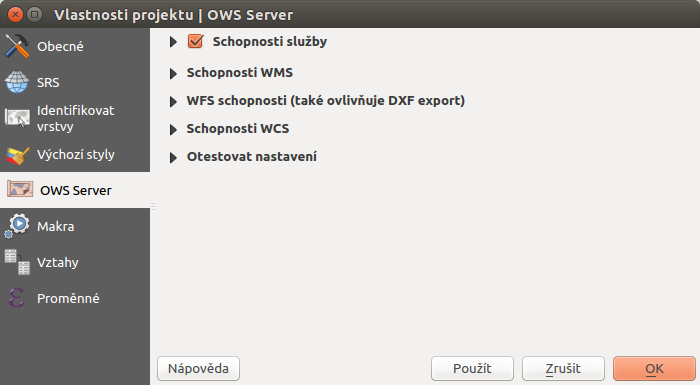 Vlastnosti projektu | OWS Server
Obecné
SRS
Identifikovat
vrstvy
Výchozí styly
OWS Server
Makra
Vztahy
Proměnné
Schopnosti služby
Schopnosti WMS
WFS schopnosti (také ovlivňuje DXF export)
Schopnosti WCS
Otestovat nastavení
Nápověda
Použít
Zrušit
OK